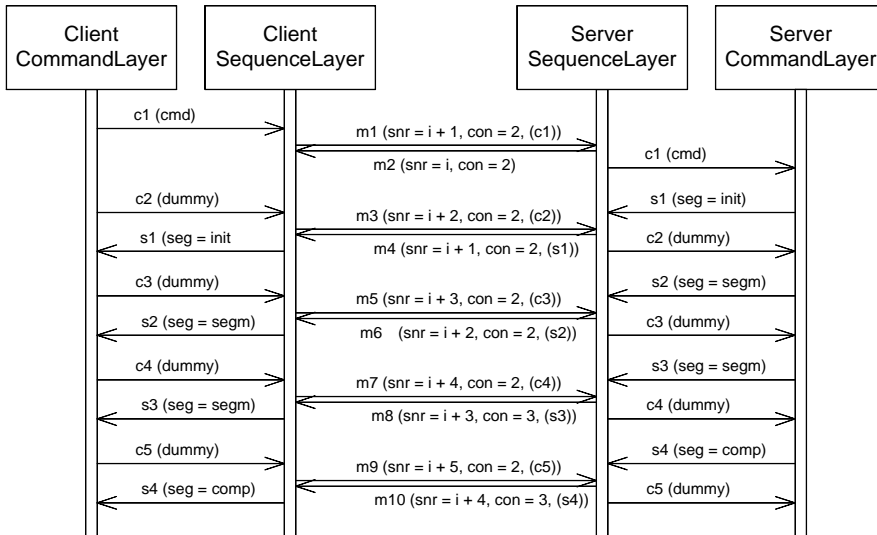 Client
CommandLayer
Client
SequenceLayer
Server
SequenceLayer
Server
CommandLayer
c1 (cmd)
m1 (snr = i + 1, con = 2, (c1))
m2 (snr = i, con = 2)
c1 (cmd)
c2 (dummy)
s1 (seg = init)
m3 (snr = i + 2, con = 2, (c2))
s1 (seg = init
m4 (snr = i + 1, con = 2, (s1))
c2 (dummy)
c3 (dummy)
s2 (seg = segm)
m5 (snr = i + 3, con = 2, (c3))
s2 (seg = segm)
m6 (snr = i + 2, con = 2, (s2))
c3 (dummy)
c4 (dummy)
s3 (seg = segm)
m7 (snr = i + 4, con = 2, (c4))
s3 (seg = segm)
m8 (snr = i + 3, con = 3, (s3))
c4 (dummy)
c5 (dummy)
s4 (seg = comp)
m9 (snr = i + 5, con = 2, (c5))
s4 (seg = comp)
m10 (snr = i + 4, con = 3, (s4))
c5 (dummy)